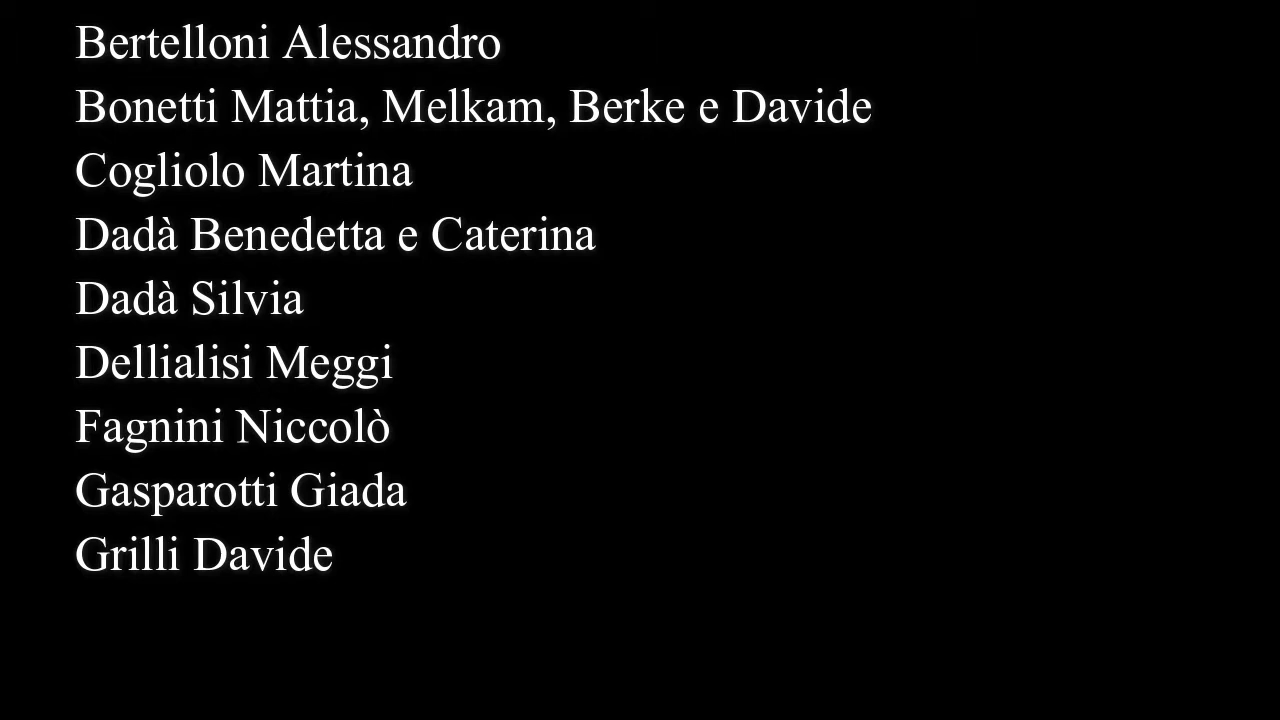 Bertelloni Alessandro
Bonetti Mattia, Melkam, Berke e Davide
Cogliolo Martina
Dadà Benedetta e Caterina
Dadà Silvia
Dellialisi Meggi
Fagnini Niccolò
Gasparotti Giada
Grilli Davide